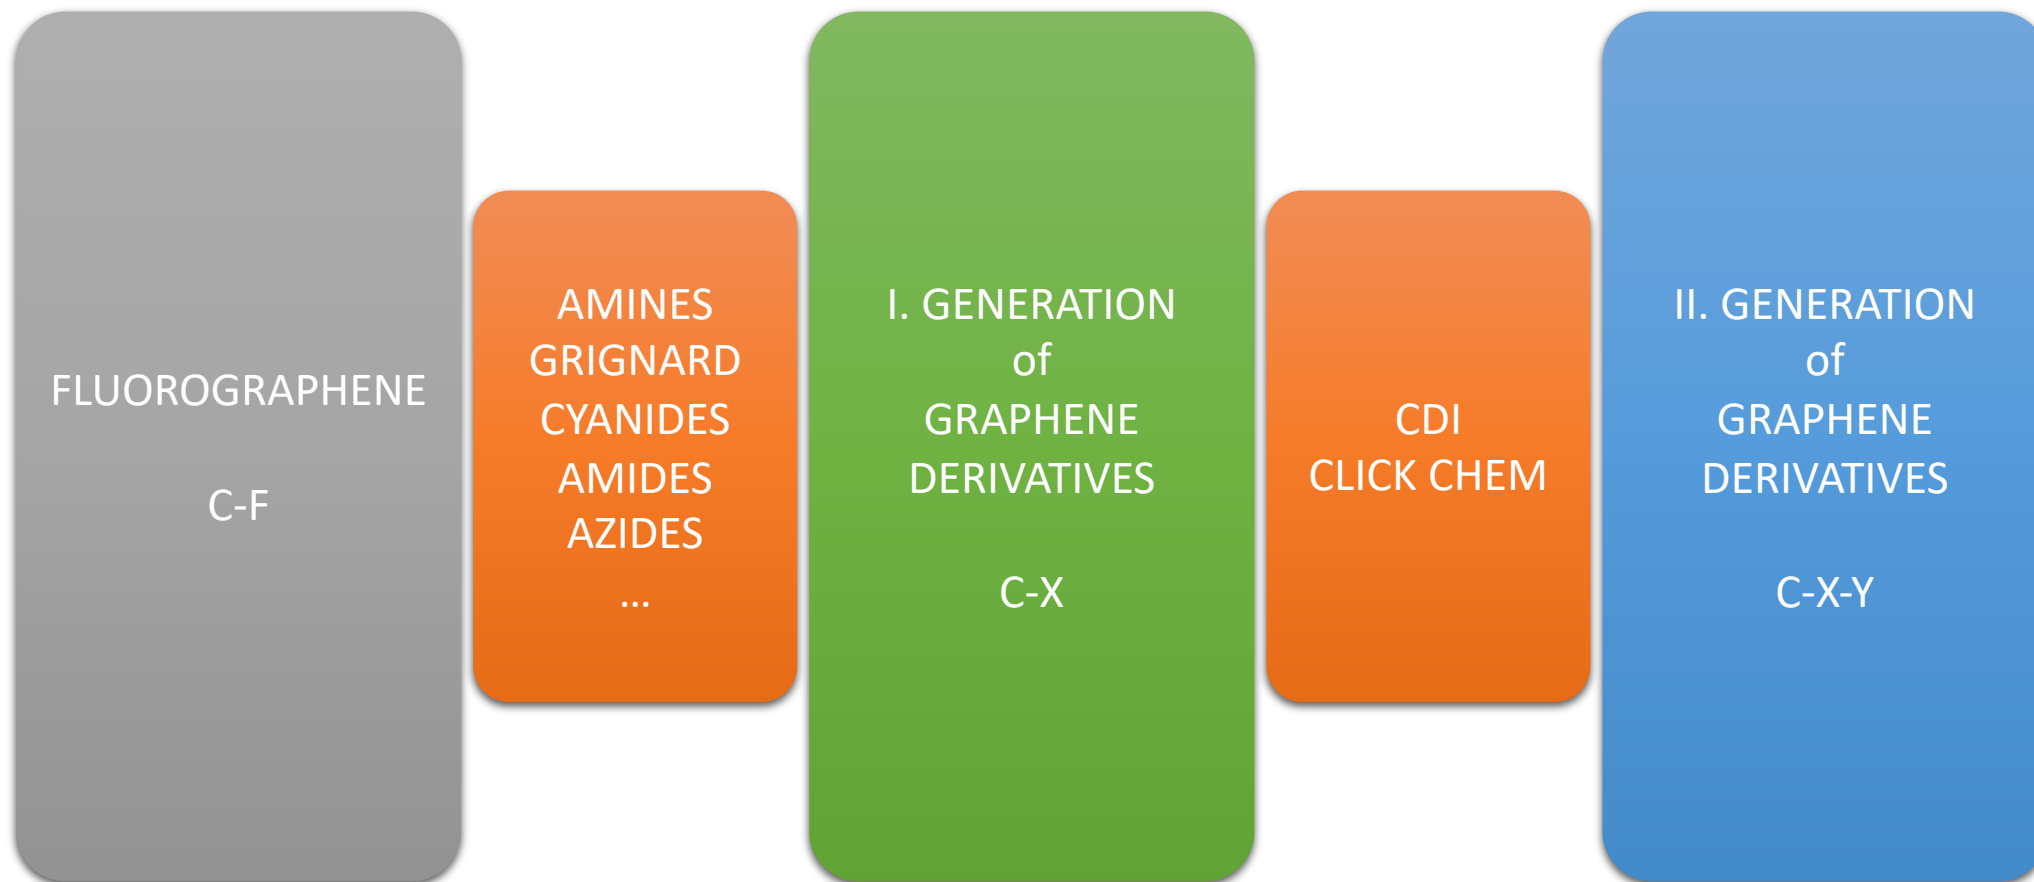 FLUOROGRAPHENE
C-F
AMINES
GRIGNARD
CYANIDES
AMIDES
AZIDES
...
I. GENERATION
of
GRAPHENE
DERIVATIVES
C-X
CDI
CLICK CHEM
II. GENERATION
of
GRAPHENE
DERIVATIVES
C-X-Y